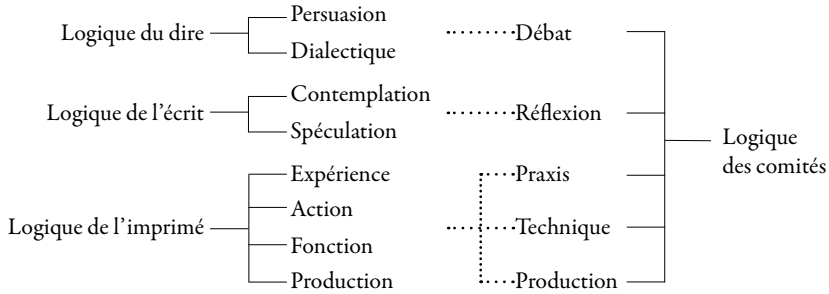 Logique du dire
Persuasion
Dialectique
Débat
Logique de l'écrit
Contemplation
Spéculation
Réflexion
Logique de l'imprimé
Expérience
Action
Fonction
Production
Praxis
Technique
Production
Logique
des comités